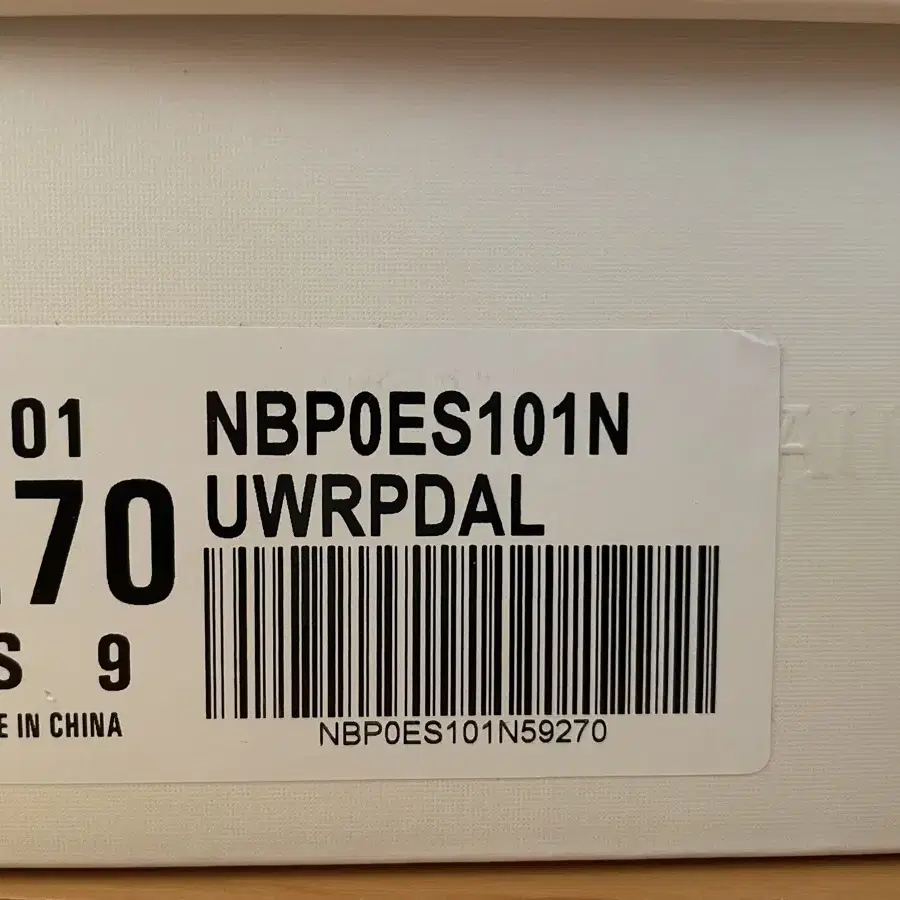 01 NBP0ES101N
70 UWRPDAL
S 9
E IN CHINA
NBP0ES101N59270